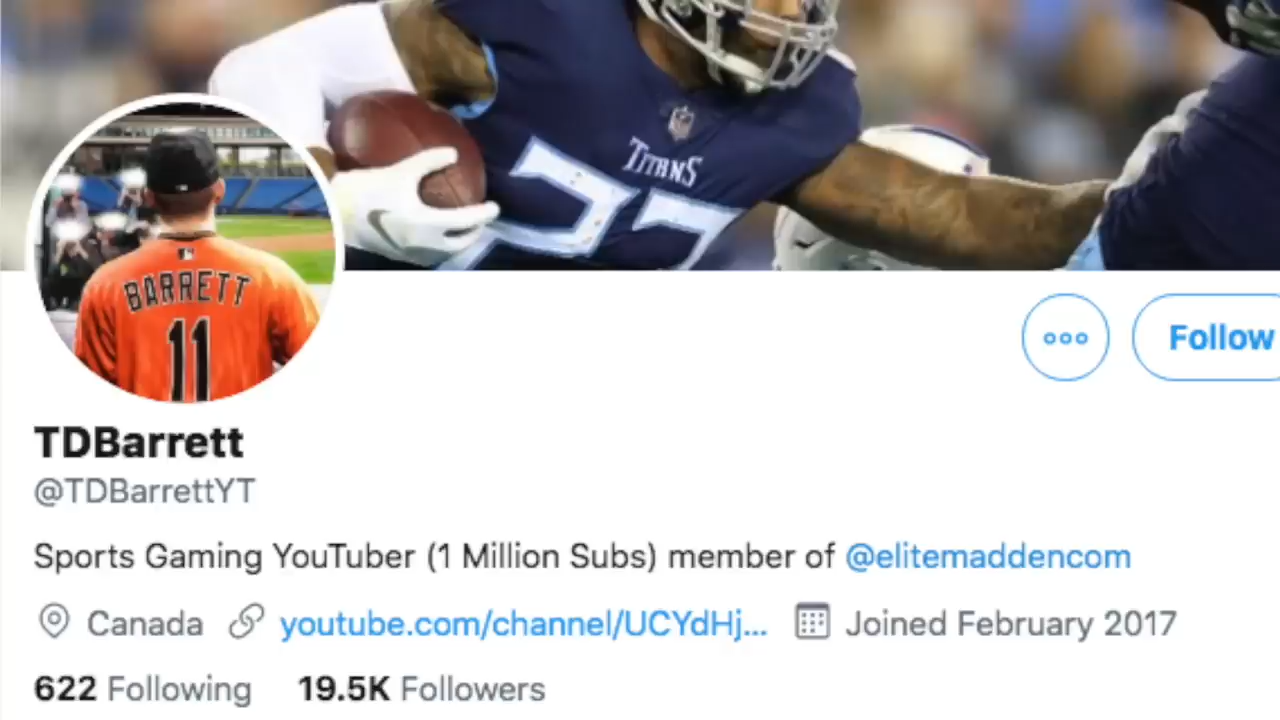 TITANS
22
BARRETT
11
Follow
TDBarrett
@TDBarrettYT
Sports Gaming YouTuber (1 Million Subs) member of @elitemaddencom
Canada youtube.com/channel/UCYdHj... Joined February 2017
622 Following 19.5K Followers